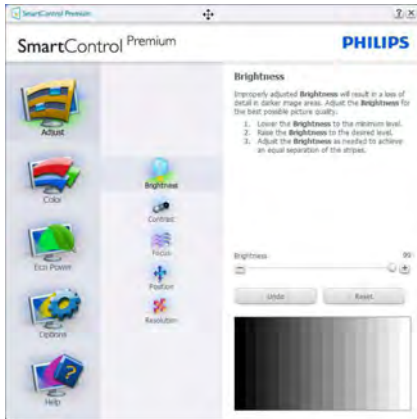 SmartControl Premium
SmartControl Premium
PHILIPS
Adjust
Color
Eco Power
Options
Help
Brightness
Contrast
Focus
Position
Resolution
Brightness
Improperly adjusted Brightness will result in a loss of
detail in darker image areas. Adjust the Brightness for
the best possible picture quality.
1. Lower the Brightness to the minimum level.
2. Raise the Brightness to the desired level.
3. Adjust the Brightness as needed to achieve
an equal separation of the stripes.
Brightness 99
Undo
Reset